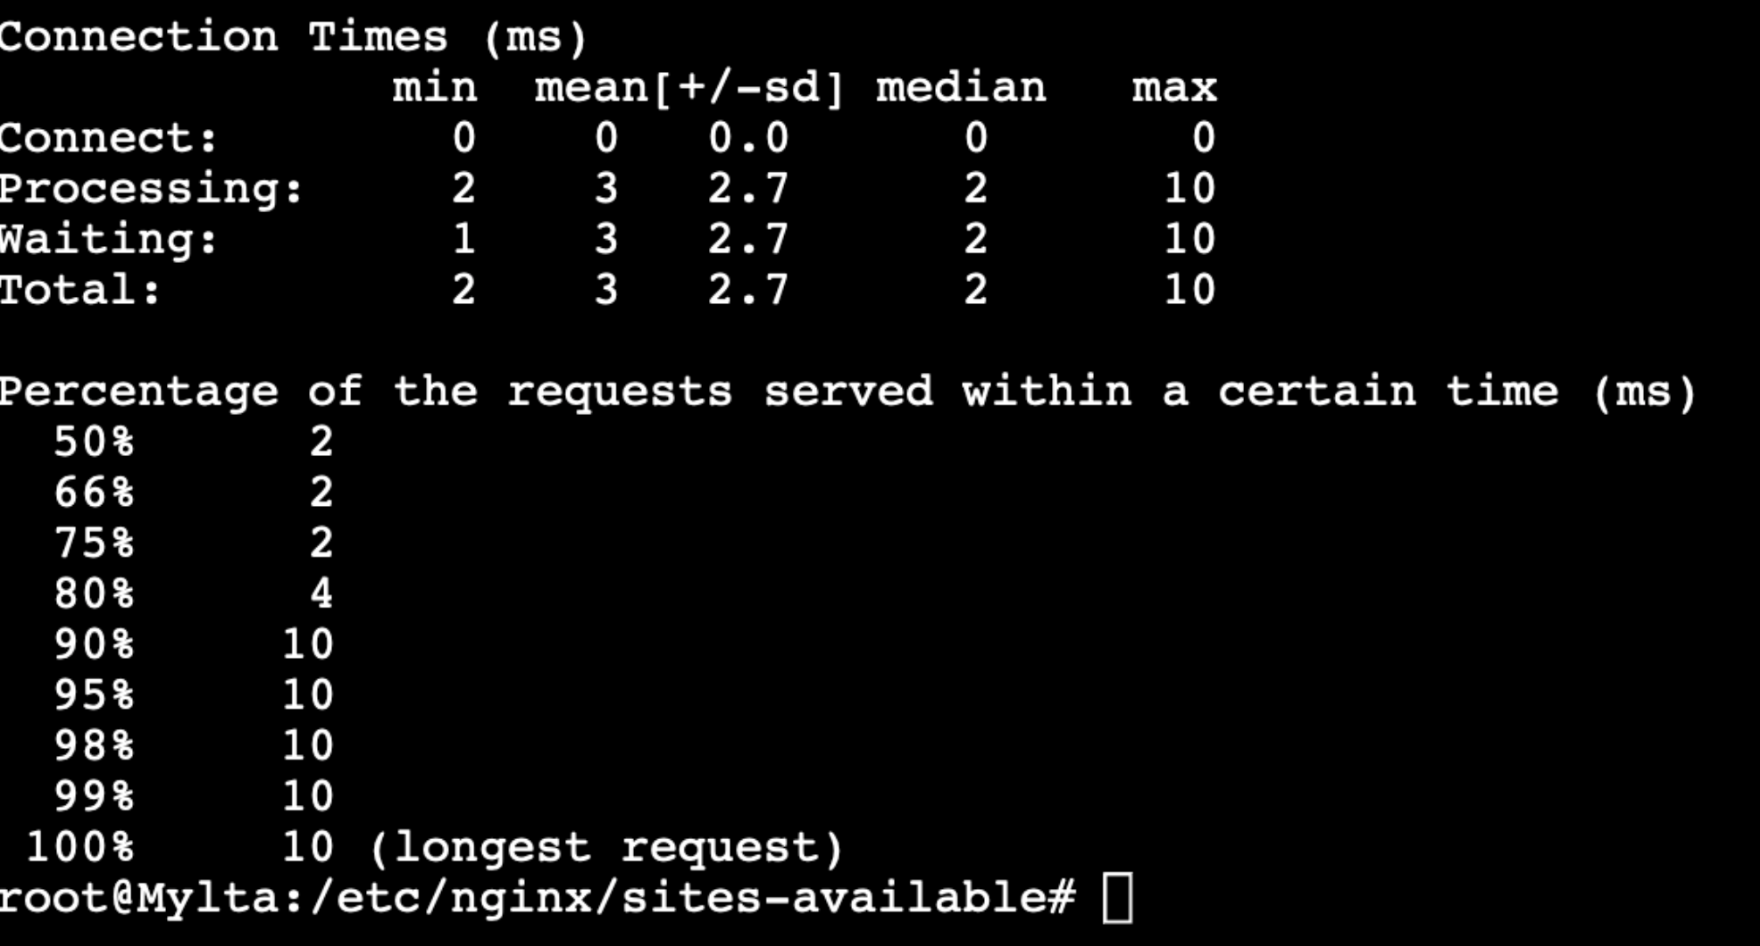 Connection Times (ms)
              min  mean[+/-sd] median   max
Connect:        0    0   0.0      0       0
Processing:     2    3   2.7      2      10
Waiting:        1    3   2.7      2      10
Total:          2    3   2.7      2      10

Percentage of the requests served within a certain time (ms)
  50%      2
  66%      2
  75%      2
  80%      4
  90%     10
  95%     10
  98%     10
  99%     10
 100%     10 (longest request)
root@Mylta:/etc/nginx/sites-available#